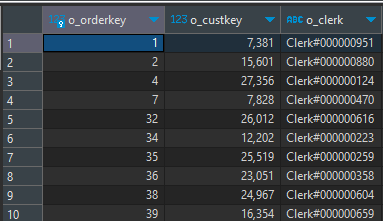 123 o_orderkey 123 o_custkey ABC o_clerk
1 1 7,381 Clerk#000000951
2 2 15,601 Clerk#000000880
3 4 27,356 Clerk#000000124
4 7 7,828 Clerk#000000470
5 32 26,012 Clerk#000000616
6 34 12,202 Clerk#000000223
7 35 25,519 Clerk#000000259
8 36 23,051 Clerk#000000358
9 38 24,967 Clerk#000000604
10 39 16,354 Clerk#000000659